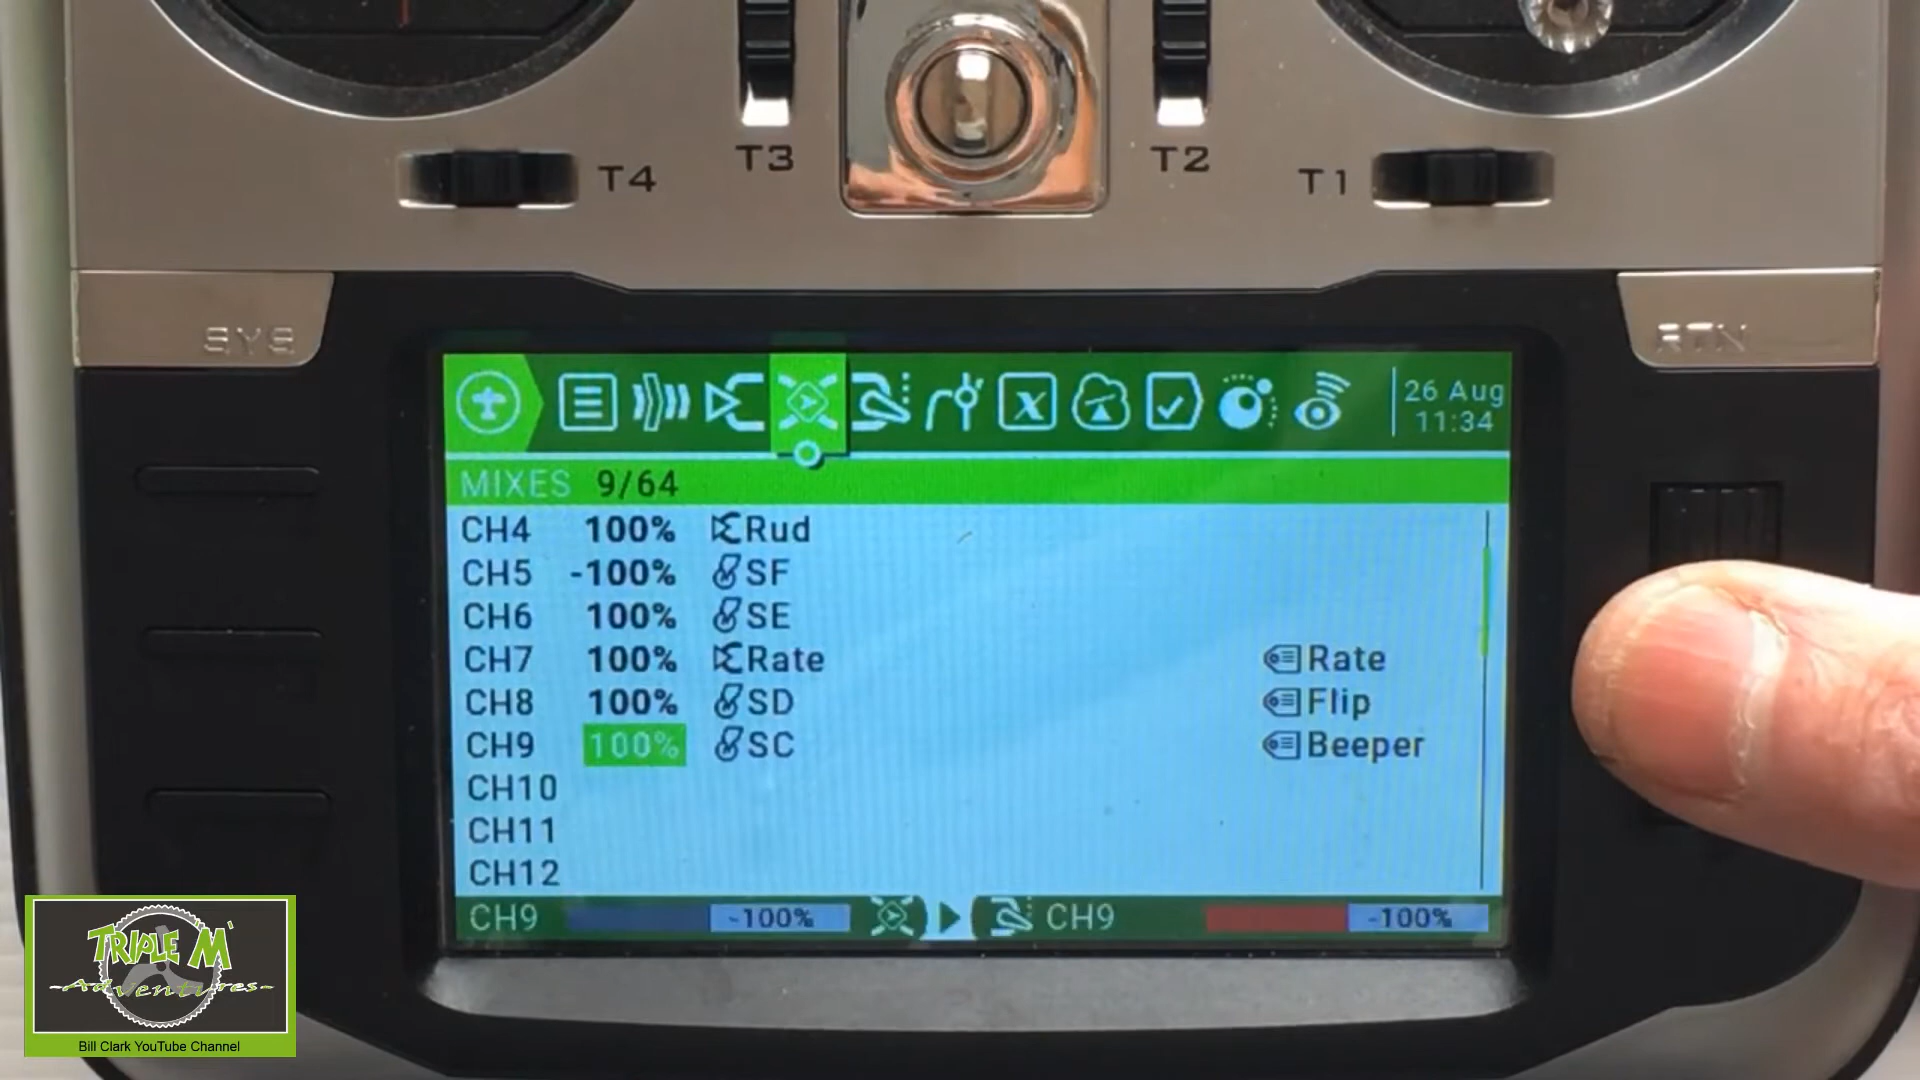 T4 T3 T2 T1
SYS
RTN
26 Aug
11:34
MIXES 9/64
CH4 100% Rud
CH5 -100% SF
CH6 100% SE
CH7 100% Rate Rate
CH8 100% SD Flip
CH9 100% SC Beeper
CH10
CH11
CH12
CH9 -100% CH9 -100%
TRIPLE M
-Adventures-
Bill Clark YouTube Channel